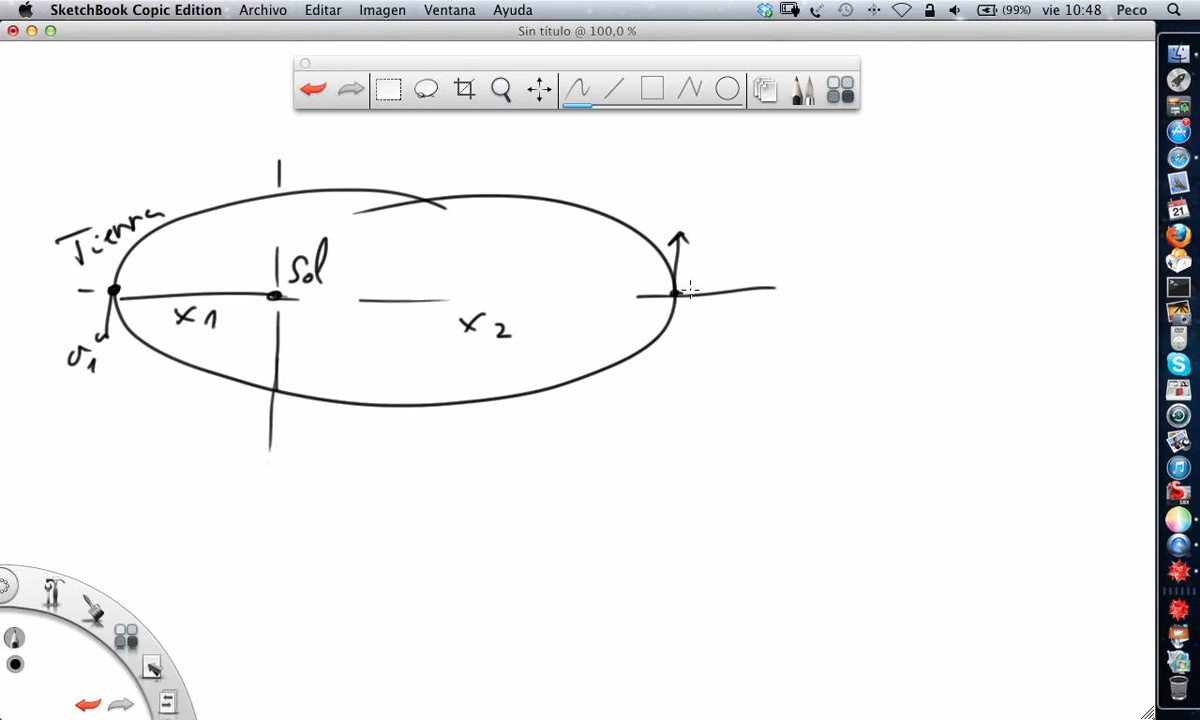 SketchBook Copic Edition Archivo Editar Imagen Ventana Ayuda (99%) vie 10:48 Peco
Sin título @ 100,0 %
Tierra
Sol
x1
x2
v1
21